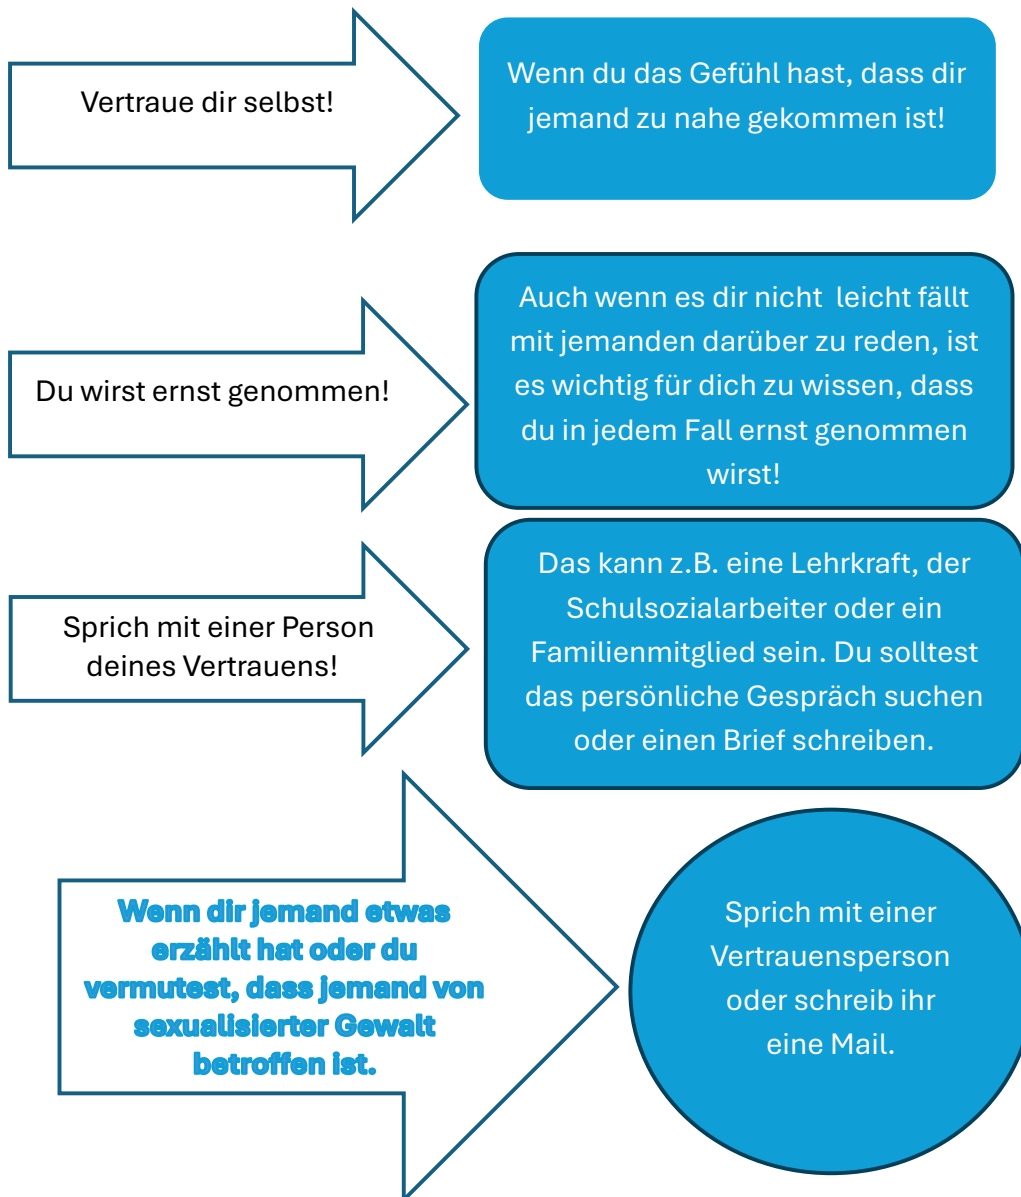 Vertraue dir selbst!
Wenn du das Gefühl hast, dass dir
jemand zu nahe gekommen ist!
Du wirst ernst genommen!
Auch wenn es dir nicht  leicht fällt
mit jemanden darüber zu reden, ist
es wichtig für dich zu wissen, dass
du in jedem Fall ernst genommen
wirst!
Sprich mit einer Person
deines Vertrauens!
Das kann z.B. eine Lehrkraft, der
Schulsozialarbeiter oder ein
Familienmitglied sein. Du solltest
das persönliche Gespräch suchen
oder einen Brief schreiben.
Wenn dir jemand etwas
erzählt hat oder du
vermutest, dass jemand von
sexualisierter Gewalt
betroffen ist.
Sprich mit einer
Vertrauensperson
oder schreib ihr
eine Mail.